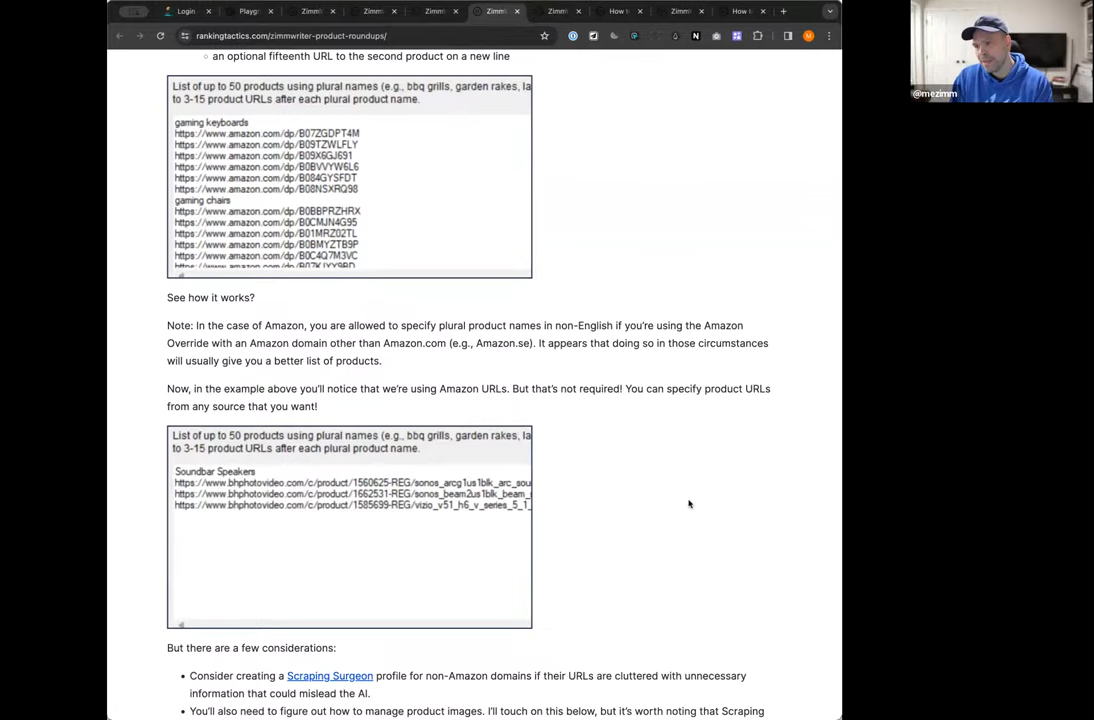 Login
Playgr
Zimml
Zimml
Zimml
Zimml
Zimml
How to
Zimml
How to
rankingtactics.com/zimmwriter-product-roundups/
@mezimm
an optional fifteenth URL to the second product on a new line
List of up to 50 products using plural names (e.g., bbq grills, garden rakes, la
to 3-15 product URLs after each plural product name.
gaming keyboards
https://www.amazon.com/dp/B07ZGDPT4M
https://www.amazon.com/dp/B09TZWLFLY
https://www.amazon.com/dp/B09X6GJ691
https://www.amazon.com/dp/B0BVVYW6L6
https://www.amazon.com/dp/B084GYSFDT
https://www.amazon.com/dp/B08NSXRQ98
gaming chairs
https://www.amazon.com/dp/B0BBPRZHRX
https://www.amazon.com/dp/B0CMJN4G95
https://www.amazon.com/dp/B01MRZ02TL
https://www.amazon.com/dp/B0BMYZTB9P
https://www.amazon.com/dp/B0C4Q7M3VC
See how it works?
Note: In the case of Amazon, you are allowed to specify plural product names in non-English if you're using the Amazon
Override with an Amazon domain other than Amazon.com (e.g., Amazon.se). It appears that doing so in those circumstances
will usually give you a better list of products.
Now, in the example above you'll notice that we're using Amazon URLs. But that's not required! You can specify product URLs
from any source that you want!
List of up to 50 products using plural names (e.g., bbq grills, garden rakes, la
to 3-15 product URLs after each plural product name.
Soundbar Speakers
https://www.bhphotovideo.com/c/product/1560625-REG/sonos_arcg1us1blk_arc_sou
https://www.bhphotovideo.com/c/product/1662531-REG/sonos_beam2us1blk_beam_
https://www.bhphotovideo.com/c/product/1585699-REG/vizio_v51_h6_v_series_5_1_
But there are a few considerations:
Consider creating a Scraping Surgeon profile for non-Amazon domains if their URLs are cluttered with unnecessary
information that could mislead the AI.
You'll also need to figure out how to manage product images. I'll touch on this below, but it's worth noting that Scraping